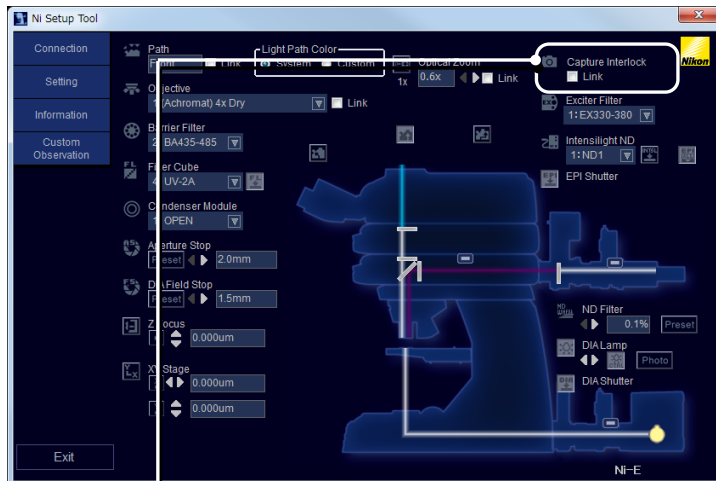 Ni Setup Tool
Connection
Setting
Information
Custom
Observation
Exit
Path
Front
Link
Light Path Color
System
Custom
Optical Zoom
1x
0.6x
Link
Capture Interlock
Link
Nikon
Objective
1:(Achromat) 4x Dry
Link
Exciter Filter
1:EX330-380
Barrier Filter
2:BA435-485
Intensilight ND
1:ND1
Filter Cube
4:UV-2A
FL
EPI
EPI Shutter
Condenser Module
1:OPEN
Aperture Stop
Preset
2.0mm
DIA Field Stop
Preset
1.5mm
Z Focus
0.000um
XY Stage
0.000um
0.000um
ND Filter
0.1%
Preset
DIA Lamp
Photo
DIA
DIA Shutter
Ni-E